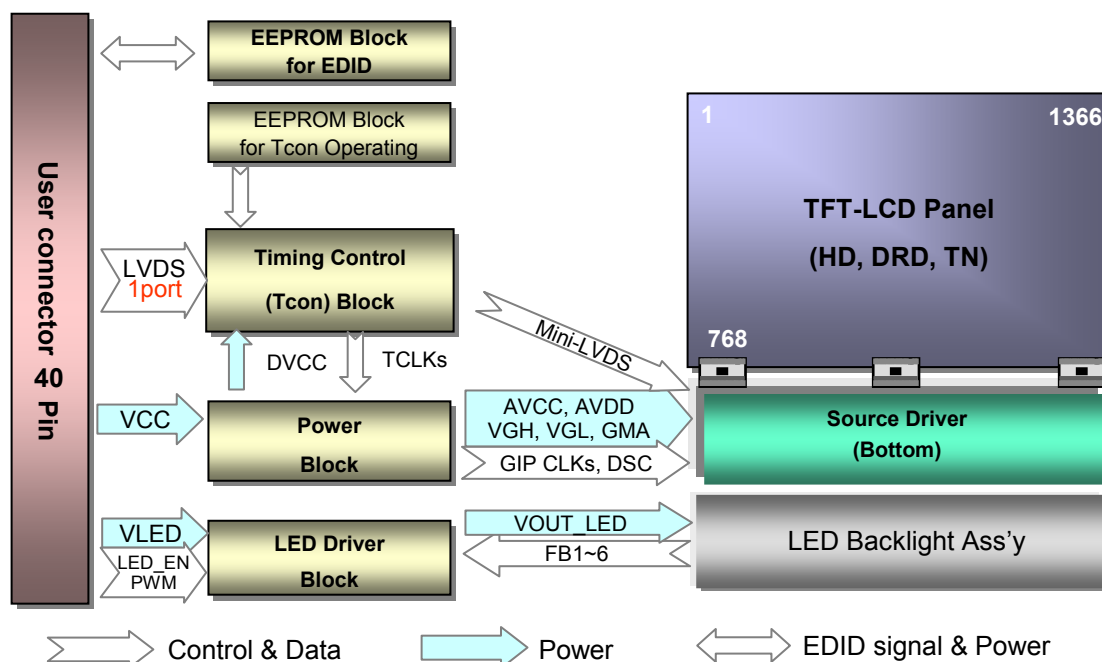 User connector 40 Pin
EEPROM Block
for EDID
EEPROM Block
for Tcon Operating
LVDS
1port
Timing Control
(Tcon) Block
DVCC
TCLKs
Mini-LVDS
1
1366
TFT-LCD Panel
(HD, DRD, TN)
768
VCC
Power
Block
AVCC, AVDD
VGH, VGL, GMA
GIP CLKs, DSC
Source Driver
(Bottom)
VLED
LED_EN
PWM
LED Driver
Block
VOUT_LED
FB1~6
LED Backlight Ass'y
Control & Data
Power
EDID signal & Power